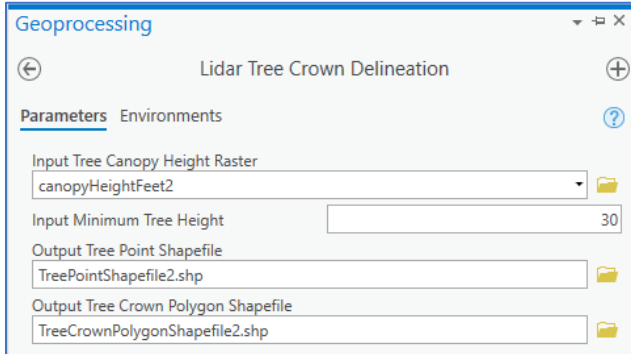 Geoprocessing
Lidar Tree Crown Delineation
Parameters Environments
Input Tree Canopy Height Raster
canopyHeightFeet2
Input Minimum Tree Height 30
Output Tree Point Shapefile
TreePointShapefile2.shp
Output Tree Crown Polygon Shapefile
TreeCrownPolygonShapefile2.shp